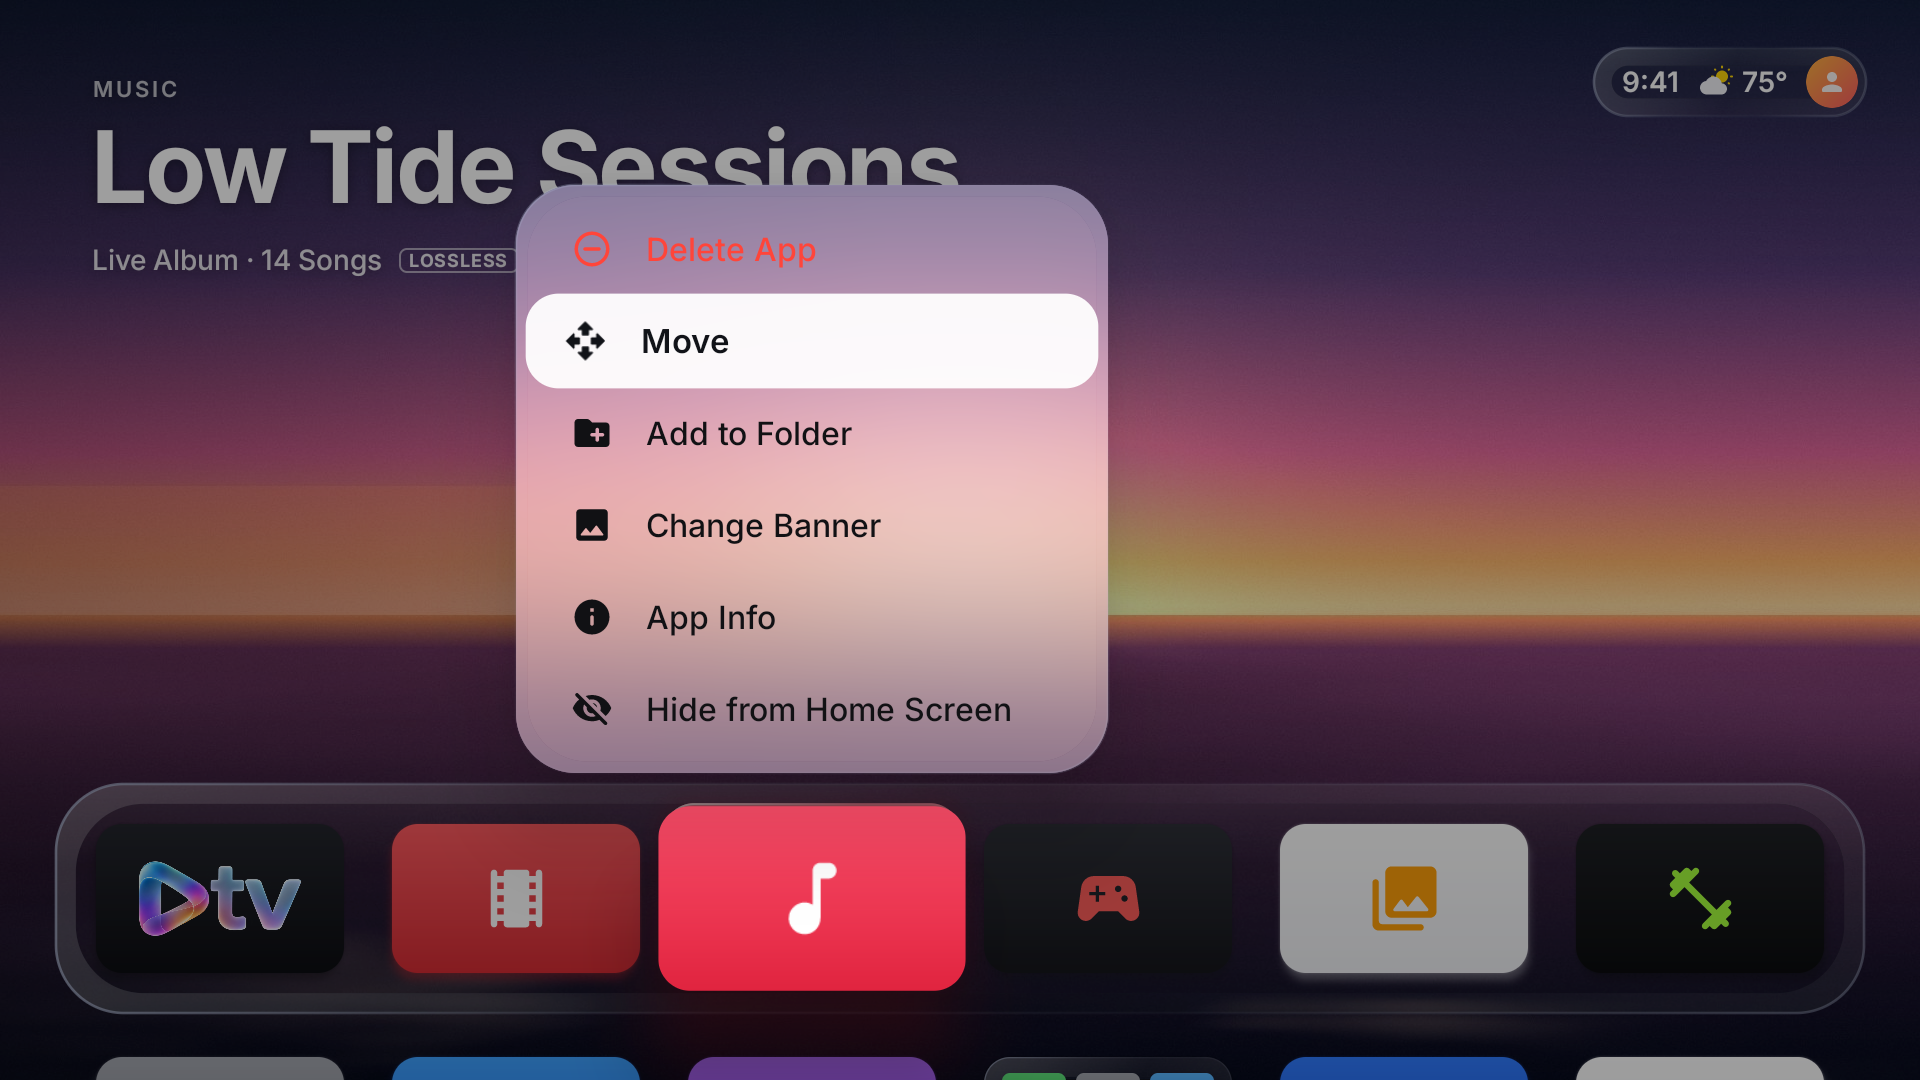 MUSIC
Low Tide Sessions
Live Album · 14 Songs LOSSLESS
9:41 75°
Delete App
Move
Add to Folder
Change Banner
App Info
Hide from Home Screen
tv